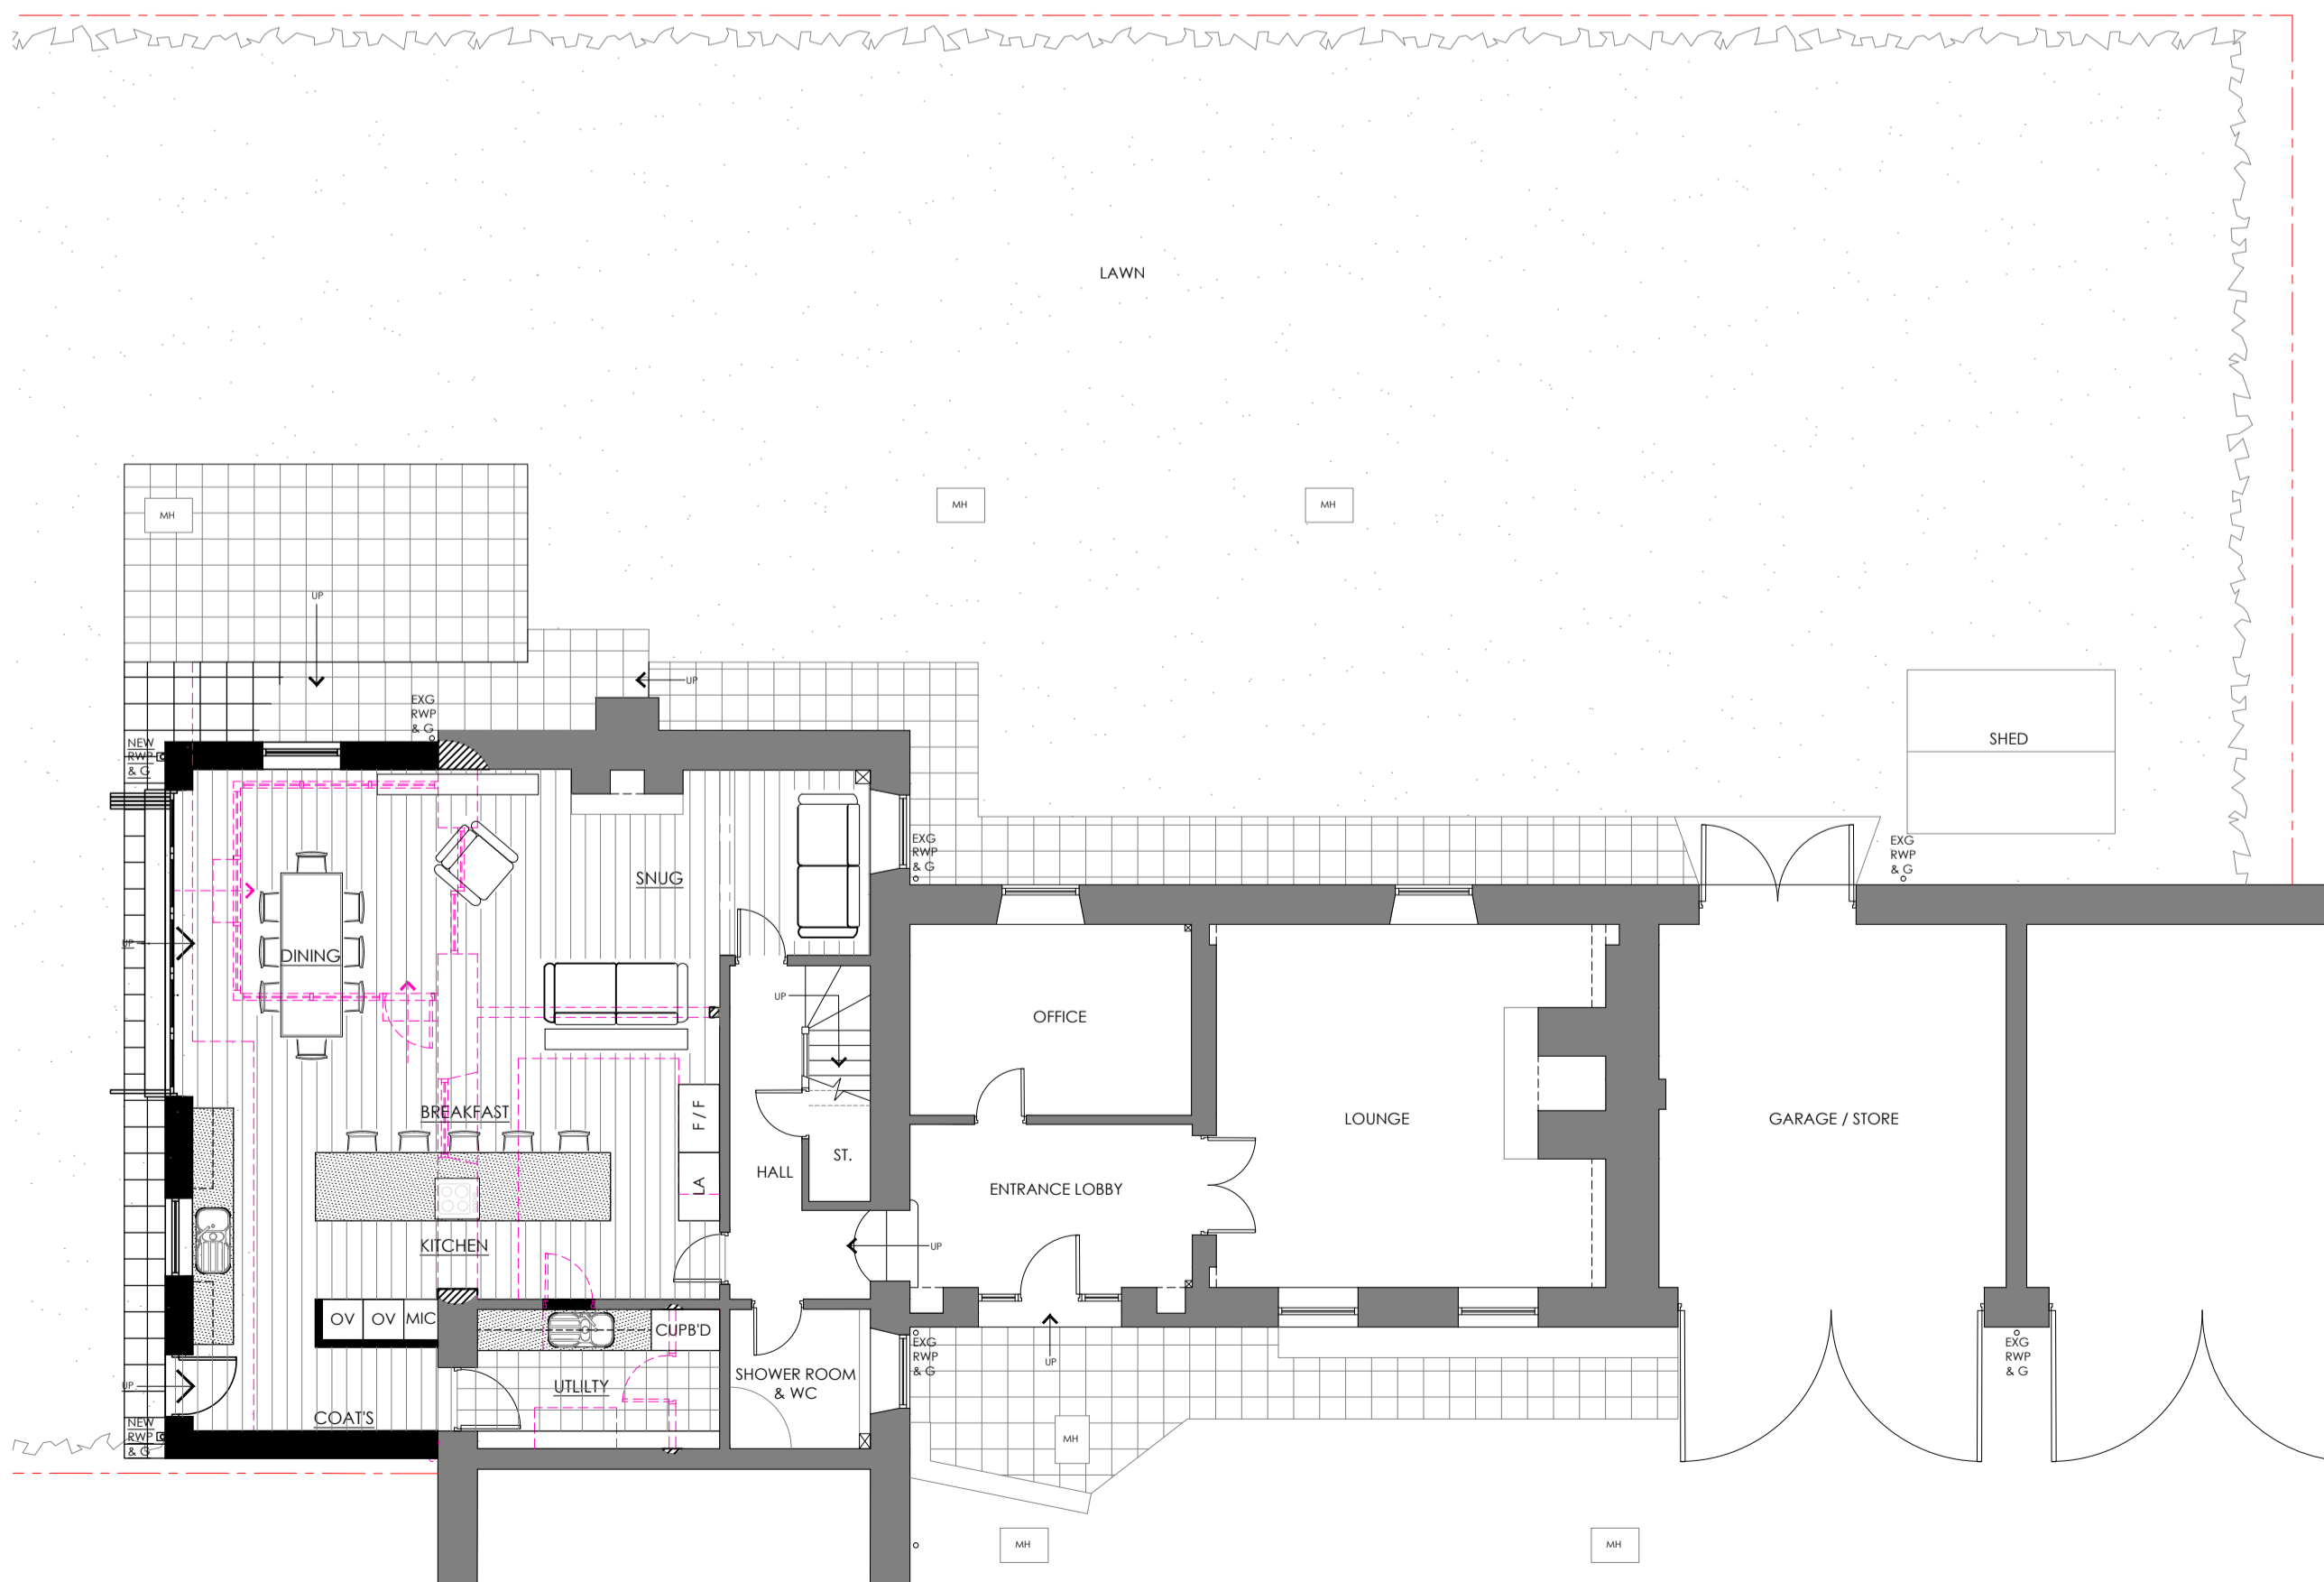 LAWN
MH
MH
MH
UP
UP
EXG
RWP
& G
NEW
RWP
& G
SHED
EXG
RWP
& G
EXG
RWP
& G
SNUG
UP
DINING
UP
OFFICE
BREAKFAST
F / F
LOUNGE
GARAGE / STORE
ST.
HALL
LA
ENTRANCE LOBBY
KITCHEN
UP
OV
OV
MIC
CUPB'D
EXG
RWP
& G
UP
EXG
RWP
& G
SHOWER ROOM
& WC
UP
UTLILTY
COAT'S
NEW
RWP
& G
MH
MH
MH